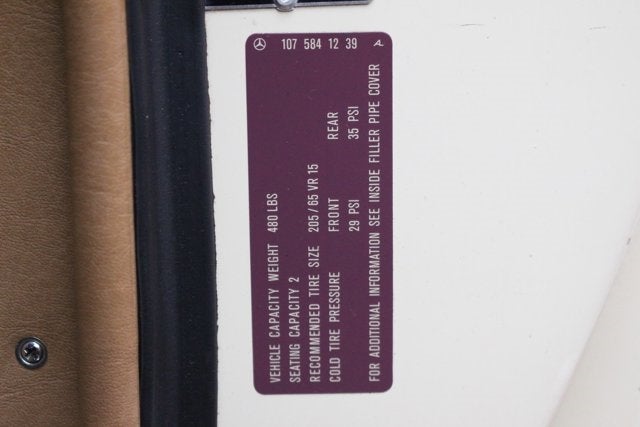 107 584 12 39 A
VEHICLE CAPACITY WEIGHT 480 LBS
SEATING CAPACITY 2
RECOMMENDED TIRE SIZE 205/65 VR 15
COLD TIRE PRESSURE FRONT REAR
29 PSI 35 PSI
FOR ADDITIONAL INFORMATION SEE INSIDE FILLER PIPE COVER